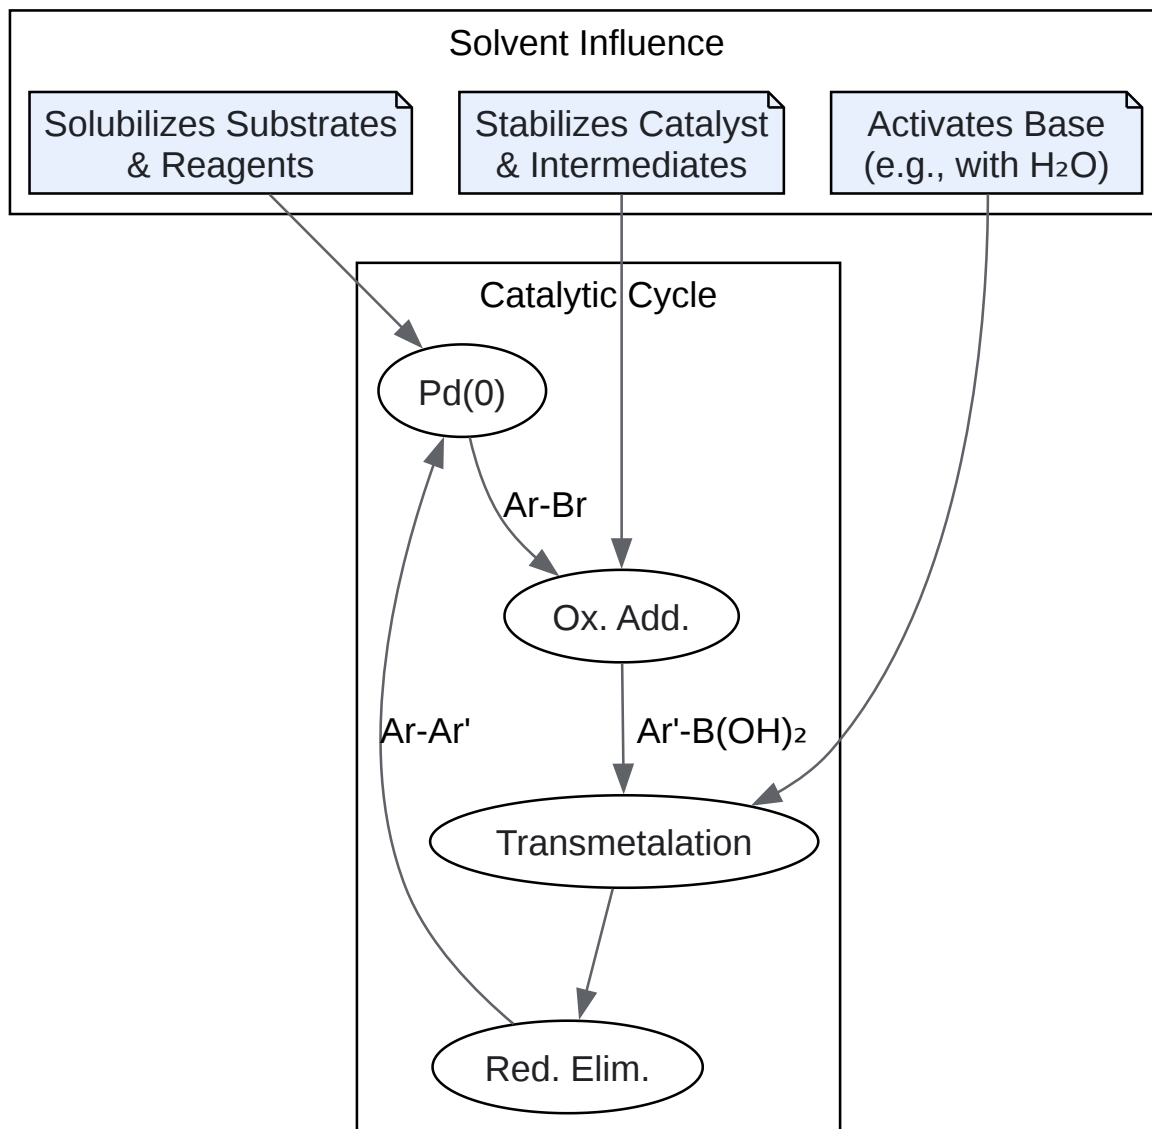 Solvent Influence
Solubilizes Substrates
& Reagents
Stabilizes Catalyst
& Intermediates
Activates Base
(e.g., with H₂O)
Catalytic Cycle
Pd(0)
Ar-Br
Ox. Add.
Ar-Ar'
Ar'-B(OH)₂
Transmetalation
Red. Elim.